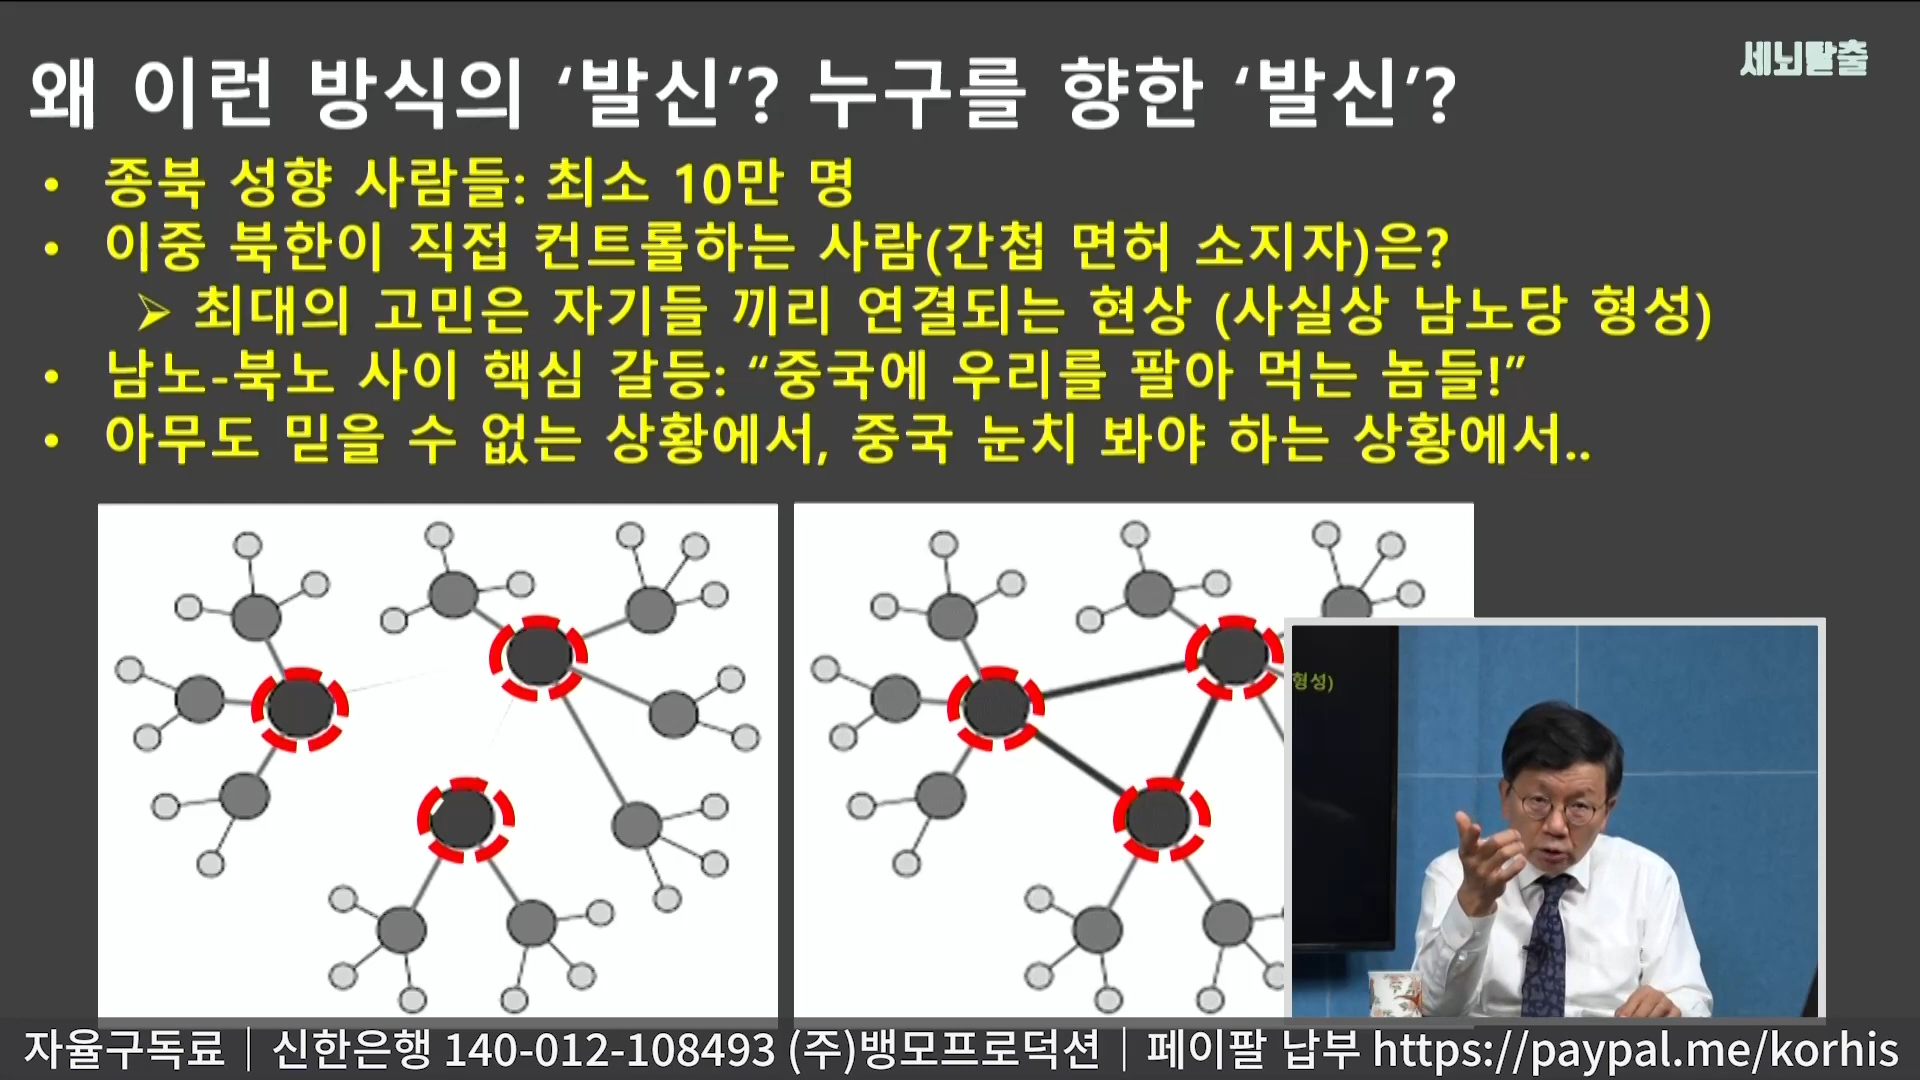 왜 이런 방식의 ‘발신’? 누구를 향한 ‘발신’?
세뇌탈출
• 종북 성향 사람들: 최소 10만 명
• 이중 북한이 직접 컨트롤하는 사람(간첩 면허 소지자)은?
➢ 최대의 고민은 자기들 끼리 연결되는 현상 (사실상 남노당 형성)
• 남노-북노 사이 핵심 갈등: “중국에 우리를 팔아 먹는 놈들!”
• 아무도 믿을 수 없는 상황에서, 중국 눈치 봐야 하는 상황에서..
형성)
자율구독료｜신한은행 140-012-108493 (주)뱅모프로덕션｜페이팔 납부 https://paypal.me/korhis